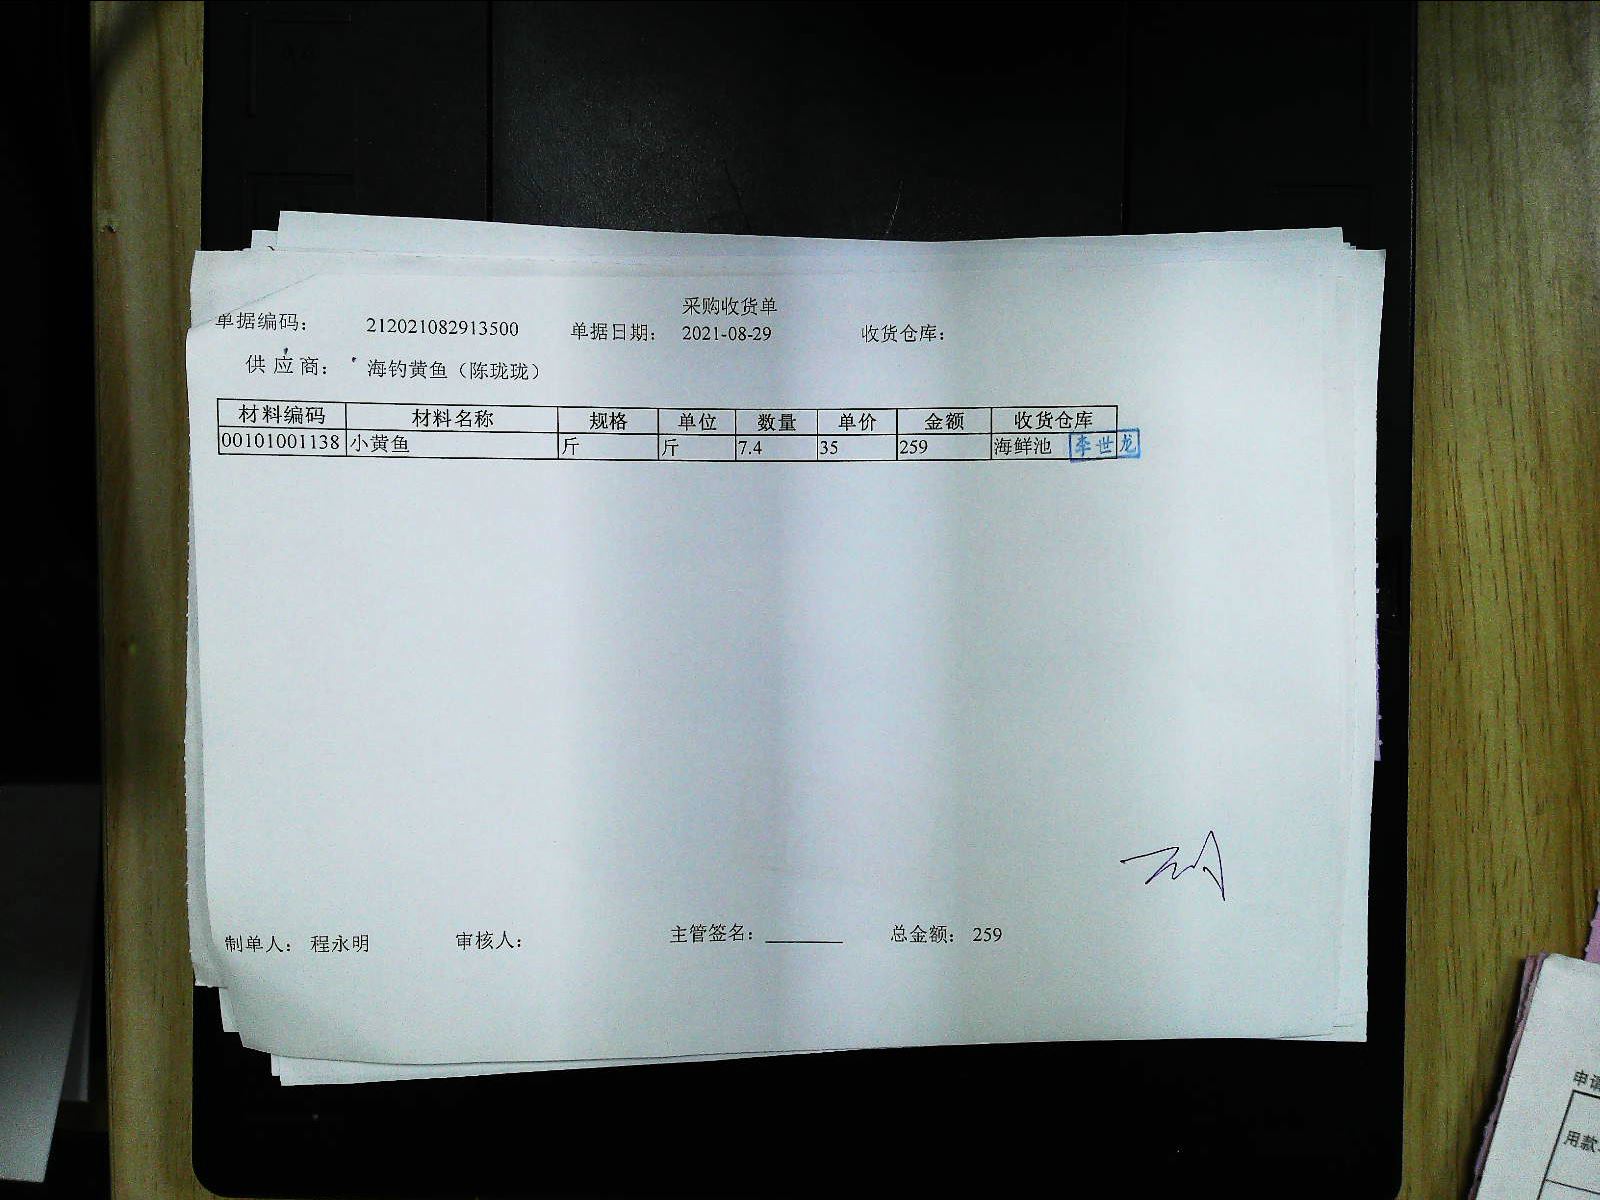 采购收货单
单据编码： 212021082913500 单据日期： 2021-08-29 收货仓库：
供应商： 海钓黄鱼（陈珑珑）
材料编码 材料名称 规格 单位 数量 单价 金额 收货仓库
00101001138 小黄鱼 斤 斤 7.4 35 259 海鲜池 李世龙
制单人： 程永明 审核人： 主管签名： 总金额： 259
申请
用款